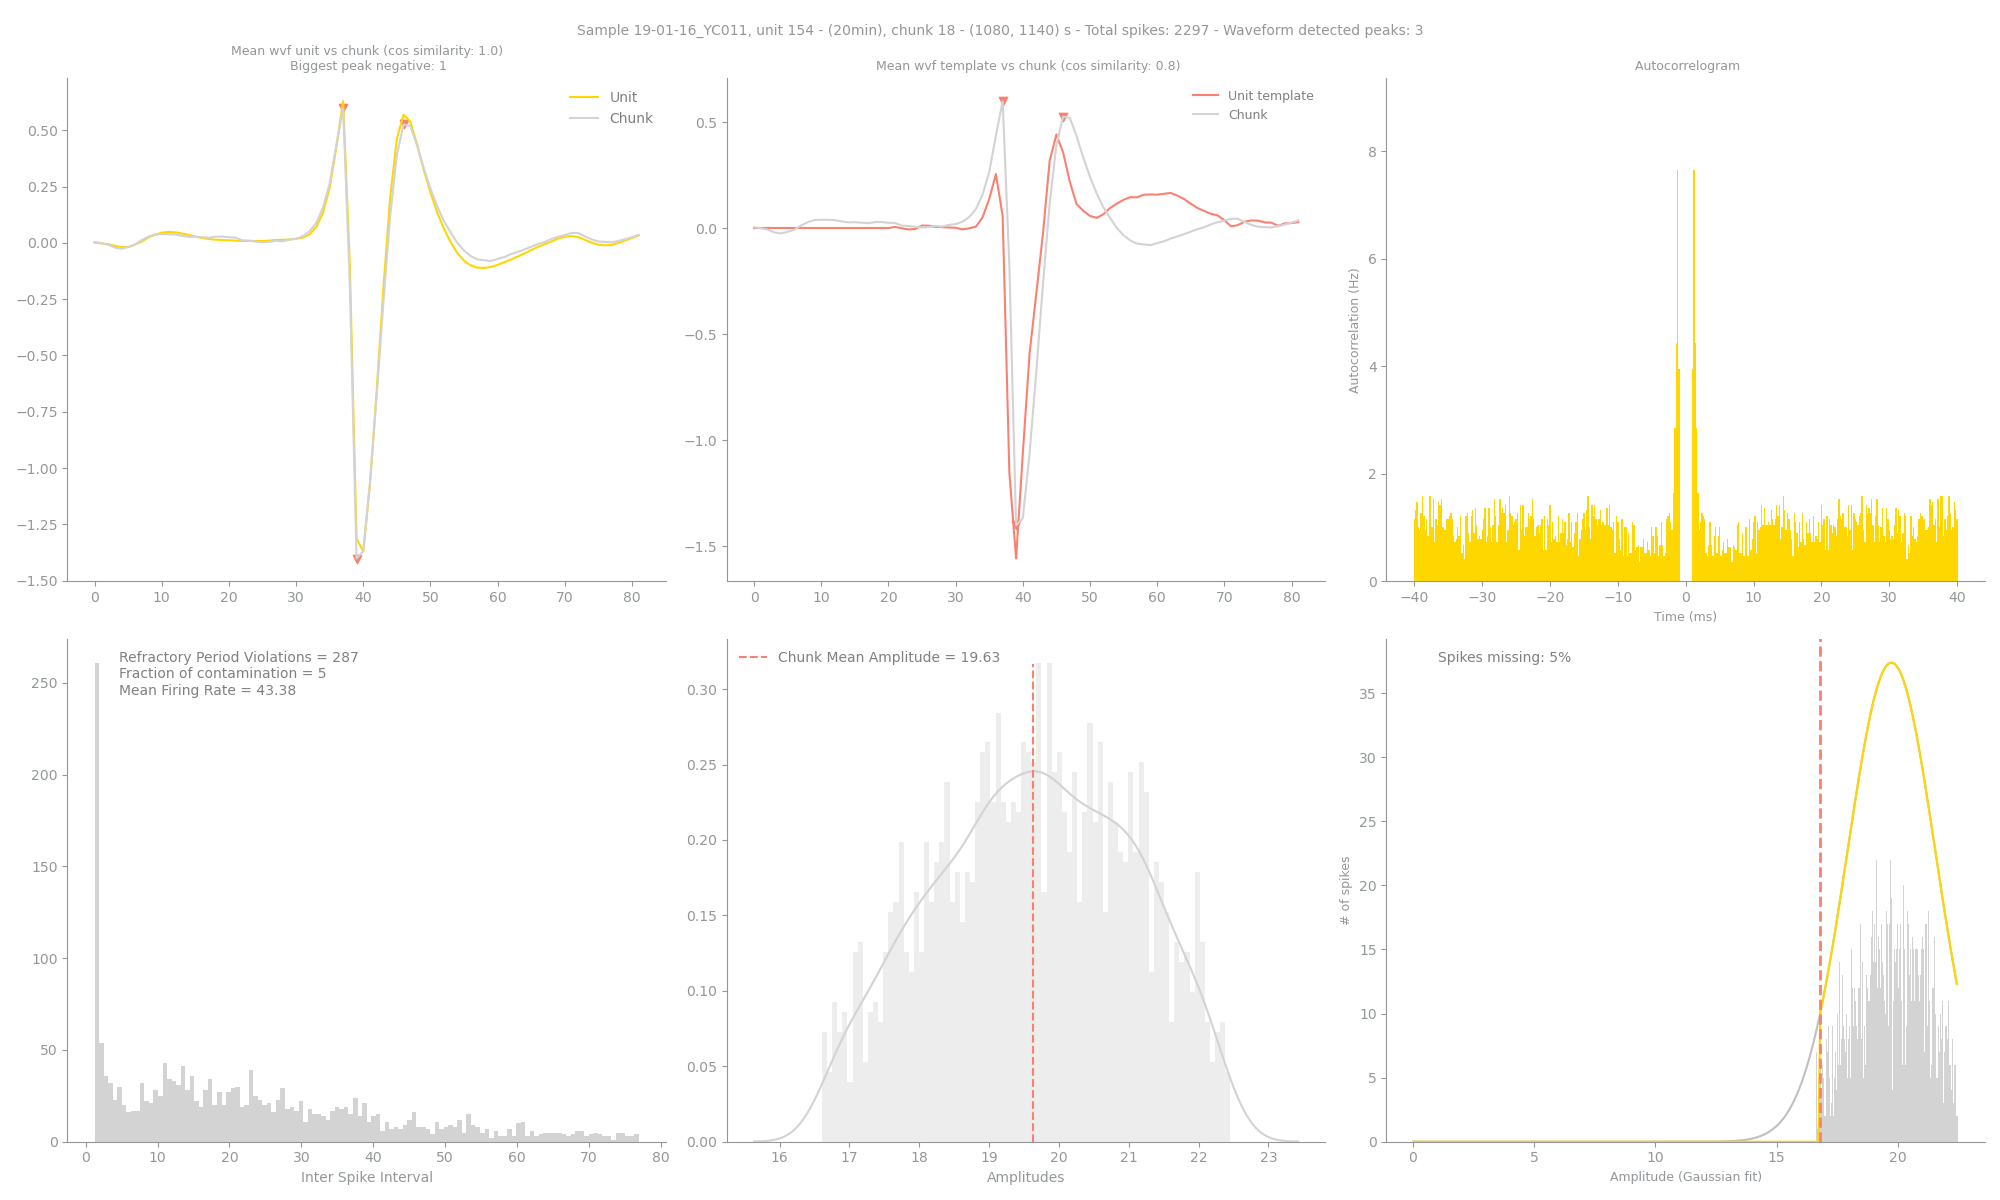 Sample 19-01-16_YC011, unit 154 - (20min), chunk 18 - (1080, 1140) s - Total spikes: 2297 - Waveform detected peaks: 3
Mean wvf unit vs chunk (cos similarity: 1.0)
Biggest peak negative: 1
Unit
Chunk
0.50
0.25
0.00
−0.25
−0.50
−0.75
−1.00
−1.25
−1.50
0 10 20 30 40 50 60 70 80
Mean wvf template vs chunk (cos similarity: 0.8)
Unit template
Chunk
0.5
0.0
−0.5
−1.0
−1.5
0 10 20 30 40 50 60 70 80
Autocorrelogram
Autocorrelation (Hz)
8
6
4
2
0
−40 −30 −20 −10 0 10 20 30 40
Time (ms)
Refractory Period Violations = 287
Fraction of contamination = 5
Mean Firing Rate = 43.38
250
200
150
100
50
0
0 10 20 30 40 50 60 70 80
Inter Spike Interval
Chunk Mean Amplitude = 19.63
0.30
0.25
0.20
0.15
0.10
0.05
0.00
16 17 18 19 20 21 22 23
Amplitudes
Spikes missing: 5%
# of spikes
35
30
25
20
15
10
5
0
0 5 10 15 20
Amplitude (Gaussian fit)